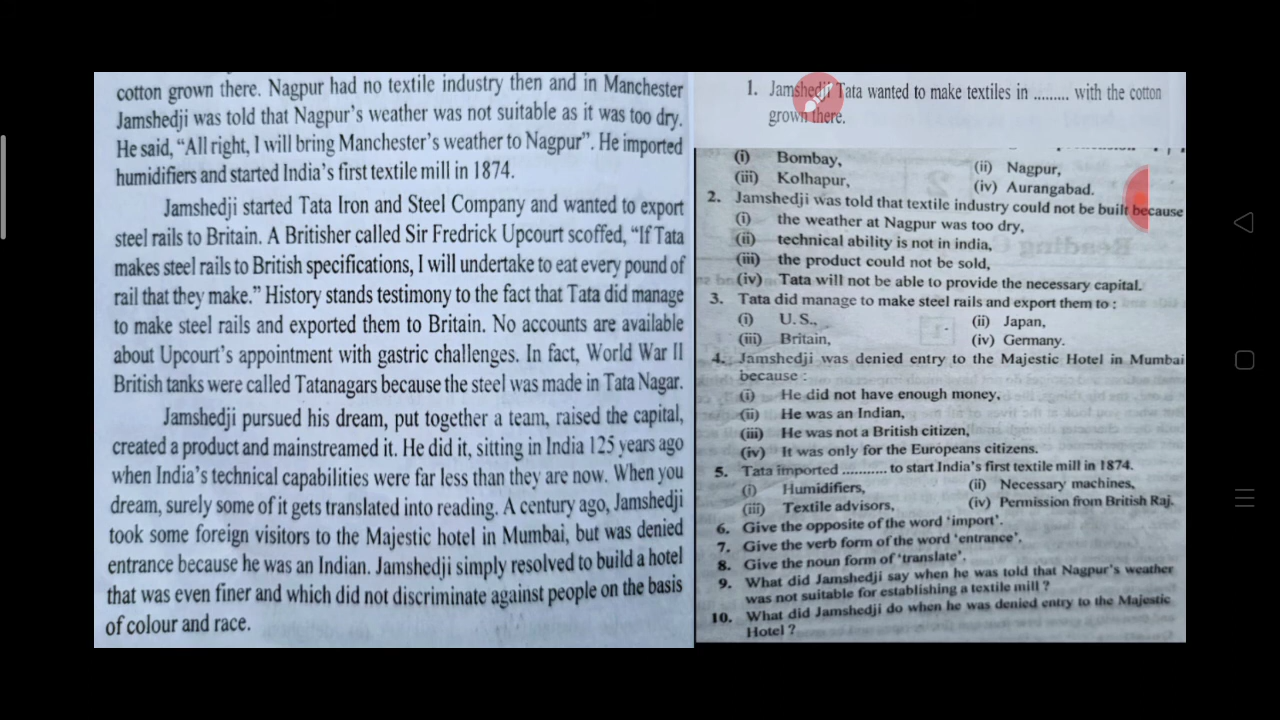 cotton grown there. Nagpur had no textile industry then and in Manchester
Jamshedji was told that Nagpur's weather was not suitable as it was too dry.
He said, "All right, I will bring Manchester's weather to Nagpur". He imported
humidifiers and started India's first textile mill in 1874.
Jamshedji started Tata Iron and Steel Company and wanted to export
steel rails to Britain. A Britisher called Sir Fredrick Upcourt scoffed, "If Tata
makes steel rails to British specifications, I will undertake to eat every pound of
rail that they make." History stands testimony to the fact that Tata did manage
to make steel rails and exported them to Britain. No accounts are available
about Upcourt's appointment with gastric challenges. In fact, World War II
British tanks were called Tatanagars because the steel was made in Tata Nagar.
Jamshedji pursued his dream, put together a team, raised the capital,
created a product and mainstreamed it. He did it, sitting in India 125 years ago
when India's technical capabilities were far less than they are now. When you
dream, surely some of it gets translated into reading. A century ago, Jamshedji
took some foreign visitors to the Majestic hotel in Mumbai, but was denied
entrance because he was an Indian. Jamshedji simply resolved to build a hotel
that was even finer and which did not discriminate against people on the basis
of colour and race.
1. Jamshedji Tata wanted to make textiles in ......... with the cotton
grown there.
(i) Bombay, (ii) Nagpur,
(iii) Kolhapur, (iv) Aurangabad.
2. Jamshedji was told that textile industry could not be built because
(i) the weather at Nagpur was too dry,
(ii) technical ability is not in india,
(iii) the product could not be sold,
(iv) Tata will not be able to provide the necessary capital.
3. Tata did manage to make steel rails and export them to :
(i) U. S., (ii) Japan,
(iii) Britain, (iv) Germany.
4. Jamshedji was denied entry to the Majestic Hotel in Mumbai
because :
(i) He did not have enough money,
(ii) He was an Indian,
(iii) He was not a British citizen,
(iv) It was only for the Europeans citizens.
5. Tata imported ........... to start India's first textile mill in 1874.
(i) Humidifiers, (ii) Necessary machines,
(iii) Textile advisors, (iv) Permission from British Raj.
6. Give the opposite of the word 'import'.
7. Give the verb form of the word 'entrance'.
8. Give the noun form of 'translate'.
9. What did Jamshedji say when he was told that Nagpur's weather
was not suitable for establishing a textile mill ?
10. What did Jamshedji do when he was denied entry to the Majestic
Hotel ?